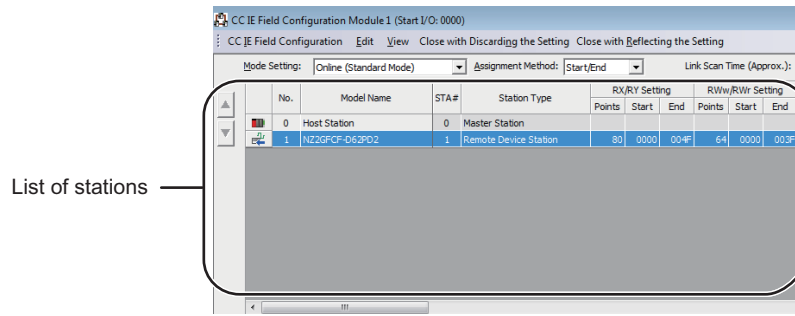 CC IE Field Configuration Module 1 (Start I/O: 0000)
CC IE Field Configuration Edit View Close with Discarding the Setting Close with Reflecting the Setting
Mode Setting: Online (Standard Mode) Assignment Method: Start/End Link Scan Time (Approx.):
No. Model Name STA# Station Type RX/RY Setting RWw/RWr Setting
Points Start End Points Start End
0 Host Station 0 Master Station
1 NZ2GFCF-D62PD2 1 Remote Device Station 80 0000 004F 64 0000 003F
List of stations